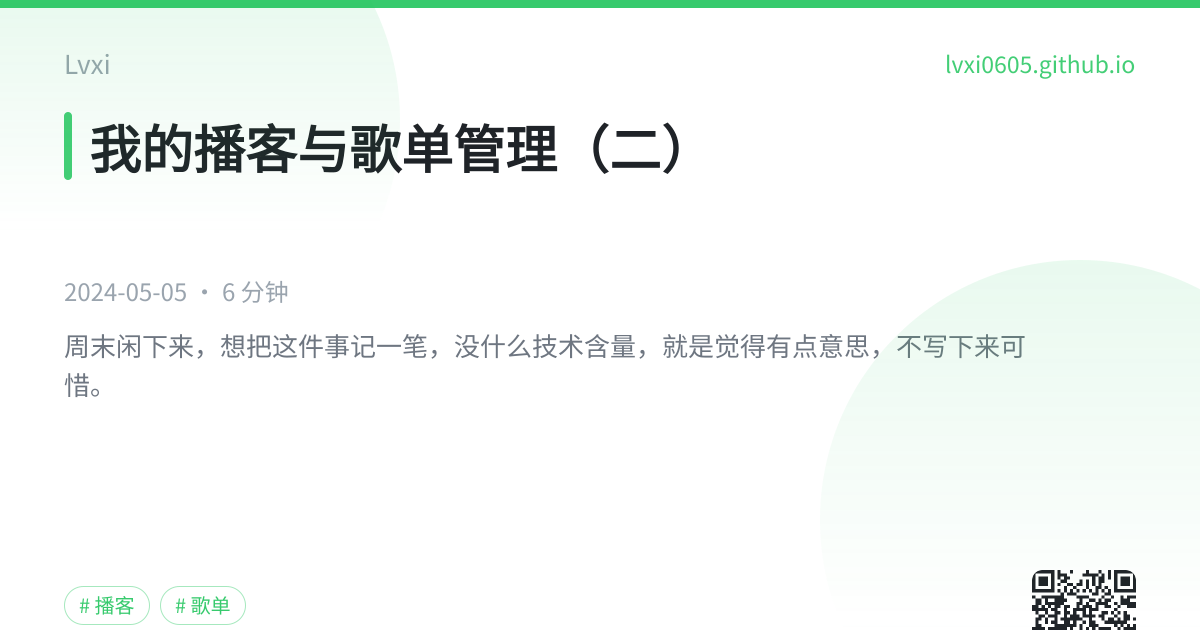 Lvxi
lvxi0605.github.io
我的播客与歌单管理（二）
2024-05-05 · 6 分钟
周末闲下来，想把这件事记一笔，没什么技术含量，就是觉得有点意思，不写下来可
惜。
# 播客
# 歌单